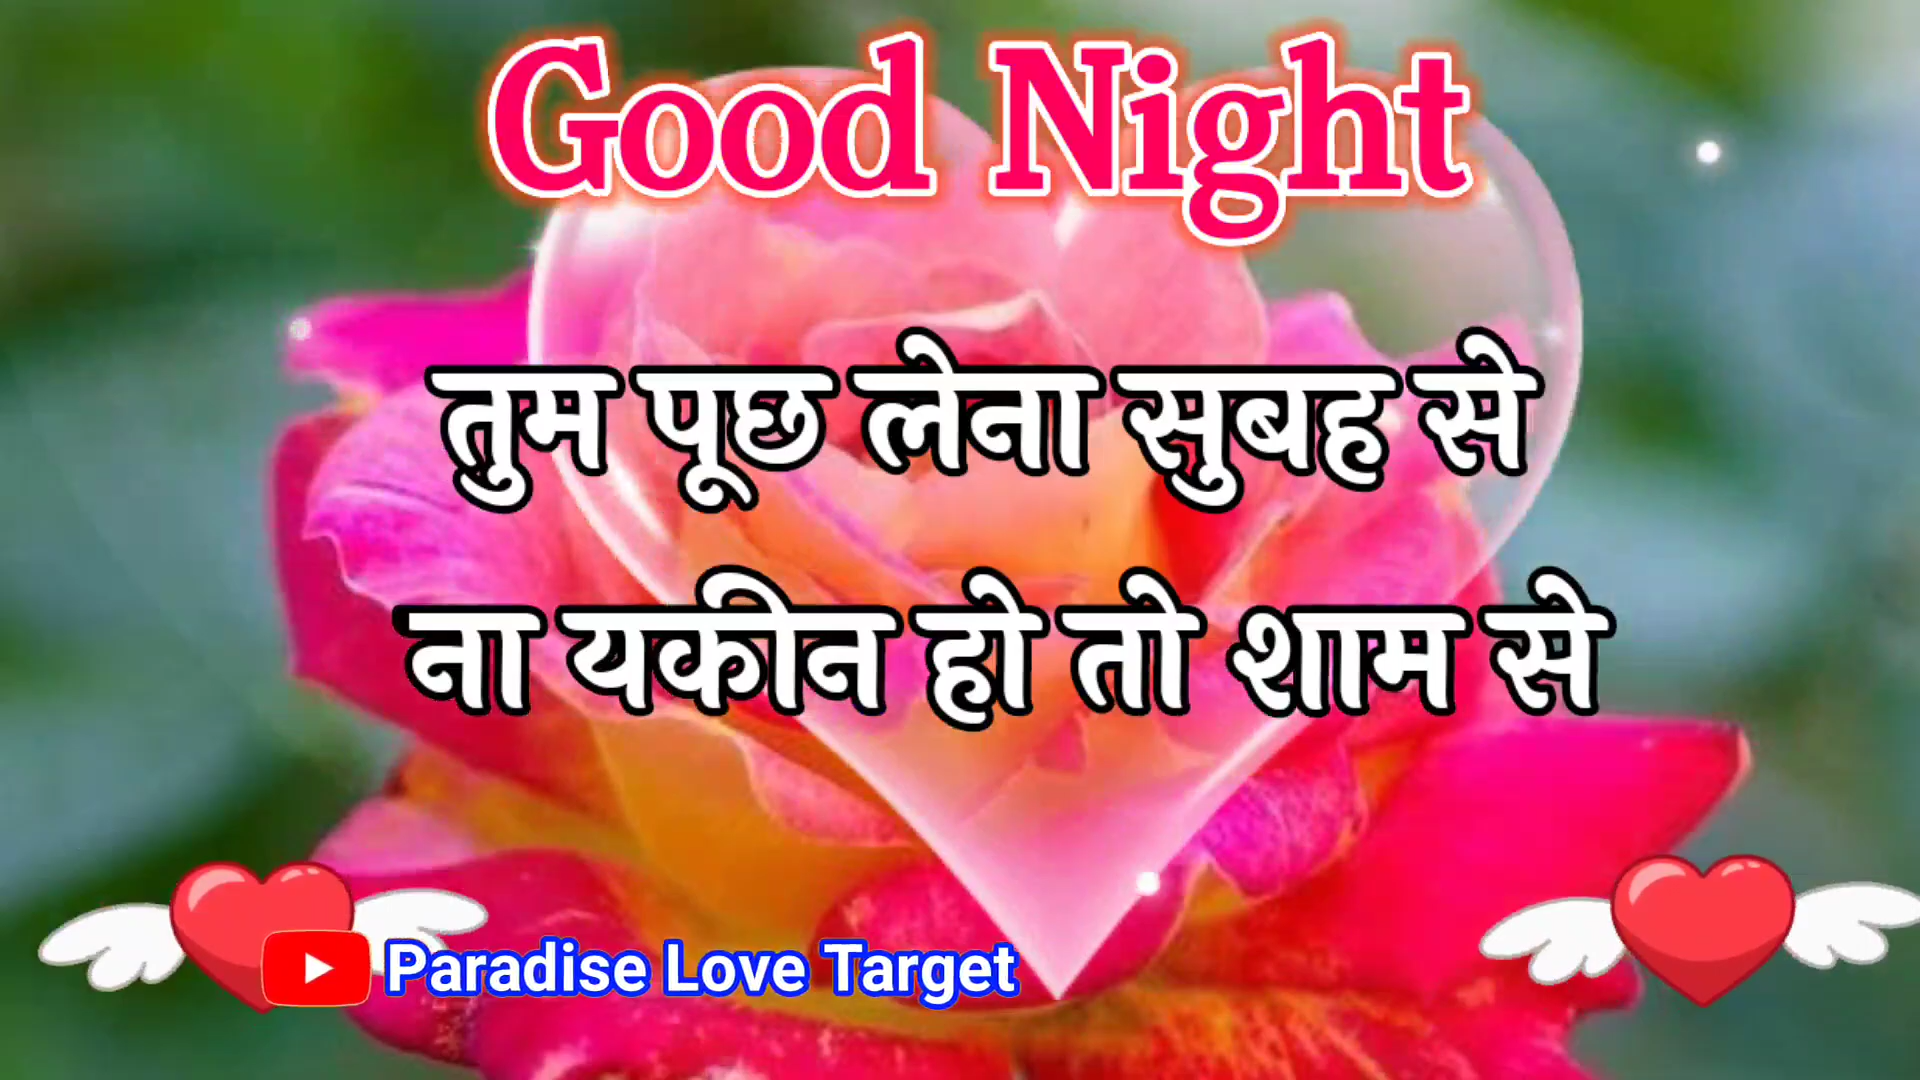 Good Night
तुम पूछ लेना सुबह से
ना यकीन हो तो शाम से
Paradise Love Target